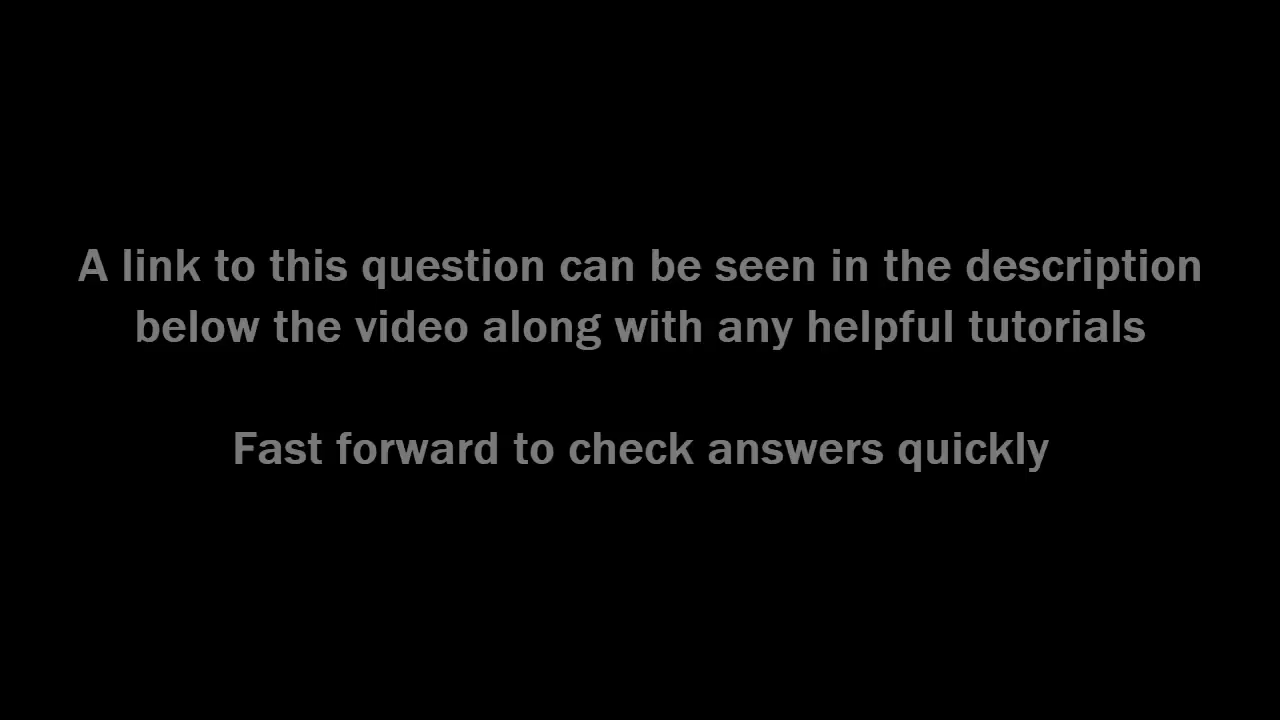 A link to this question can be seen in the description
below the video along with any helpful tutorials
Fast forward to check answers quickly